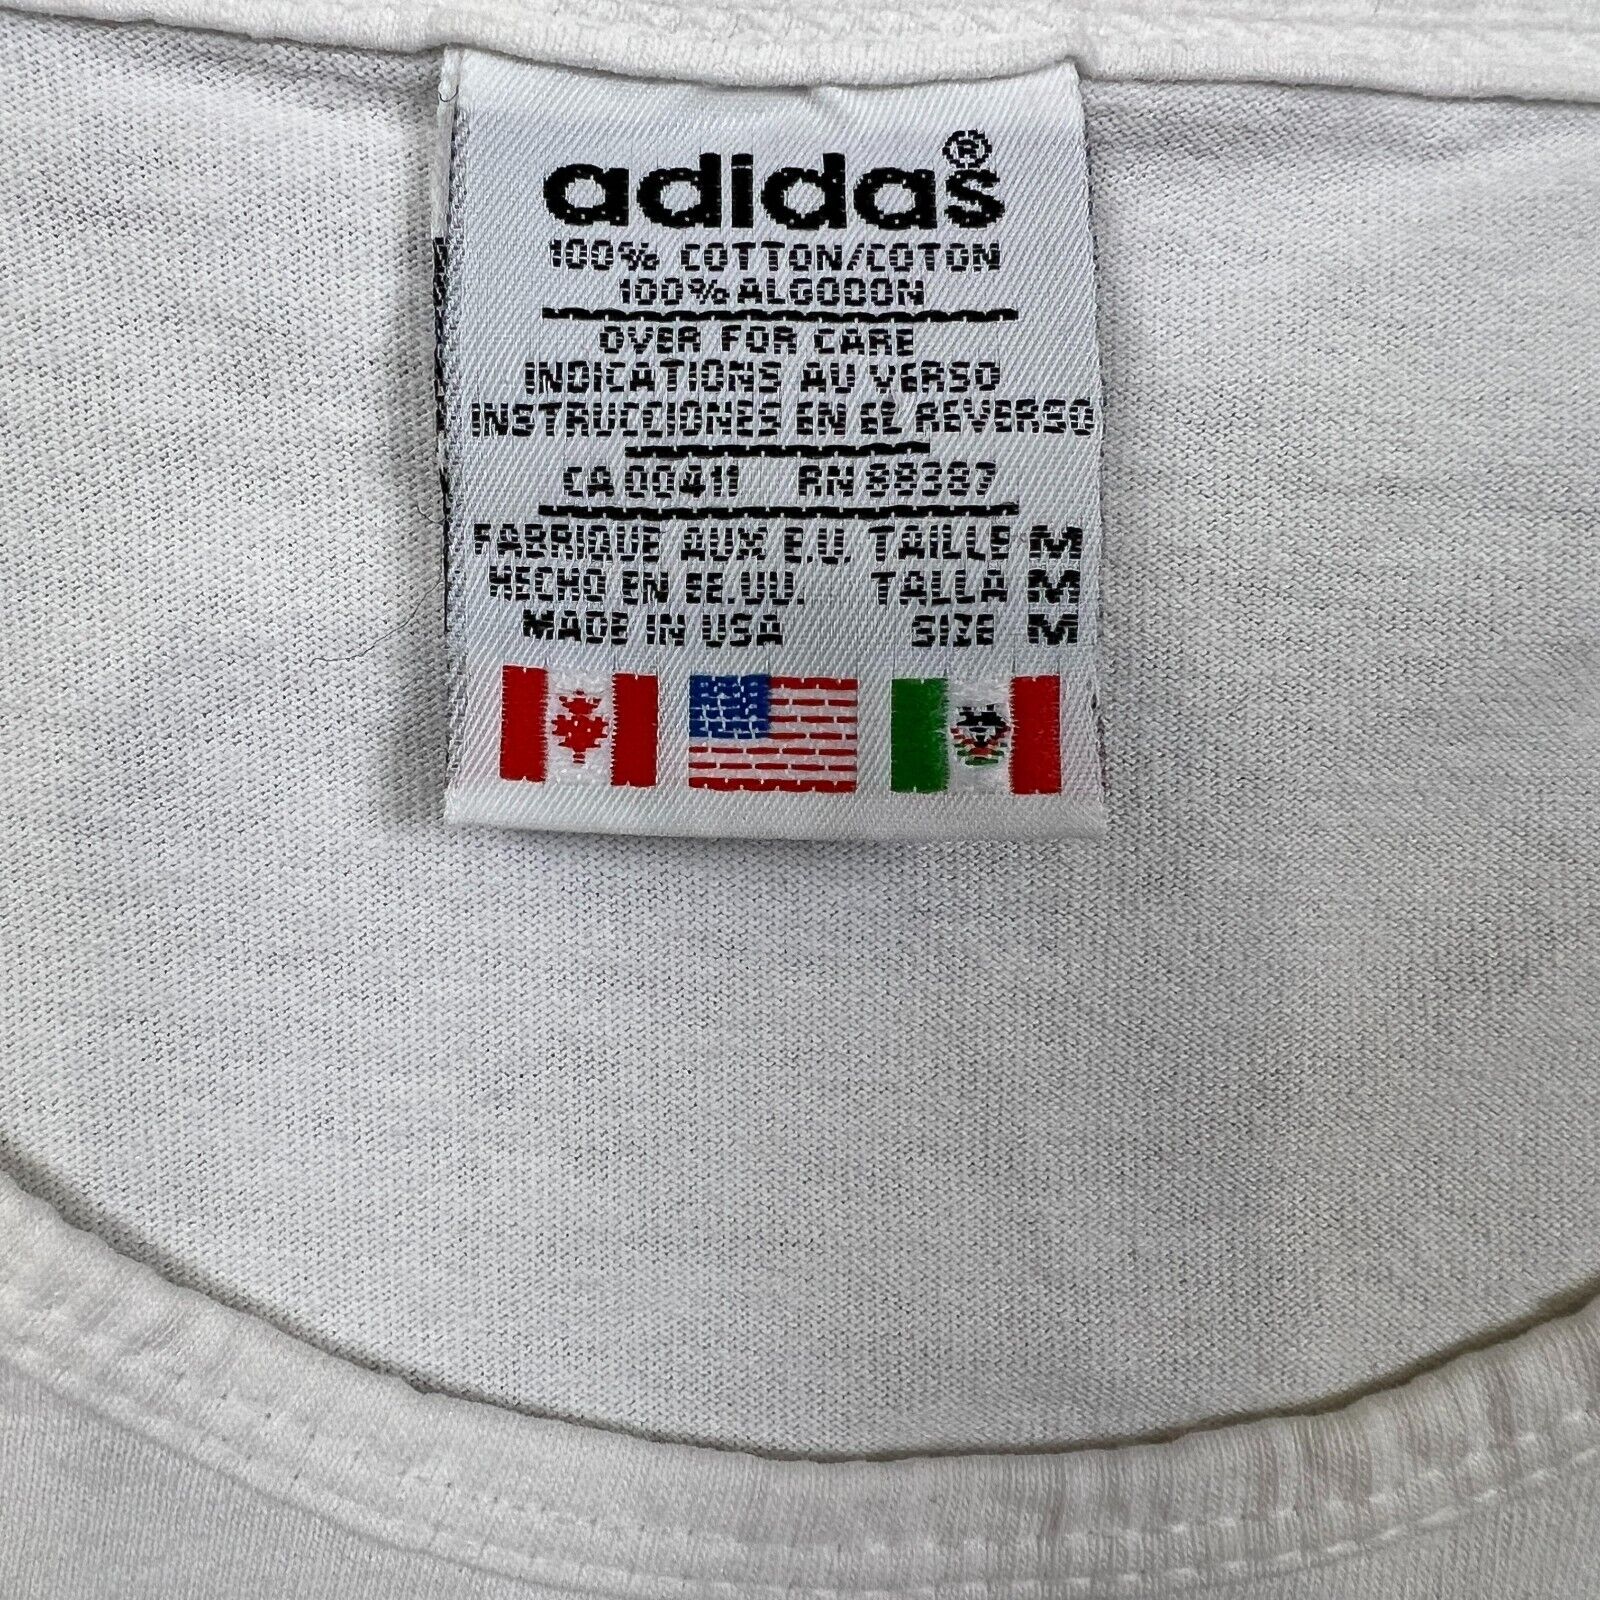 adidas®
100% COTTON/COTON
100% ALGODON
OVER FOR CARE
INDICATIONS AU VERSO
INSTRUCCIONES EN EL REVERSO
CA 00411 RN 88387
FABRIQUE AUX E.U. TAILLE M
HECHO EN EE.UU. TALLA M
MADE IN USA SIZE M